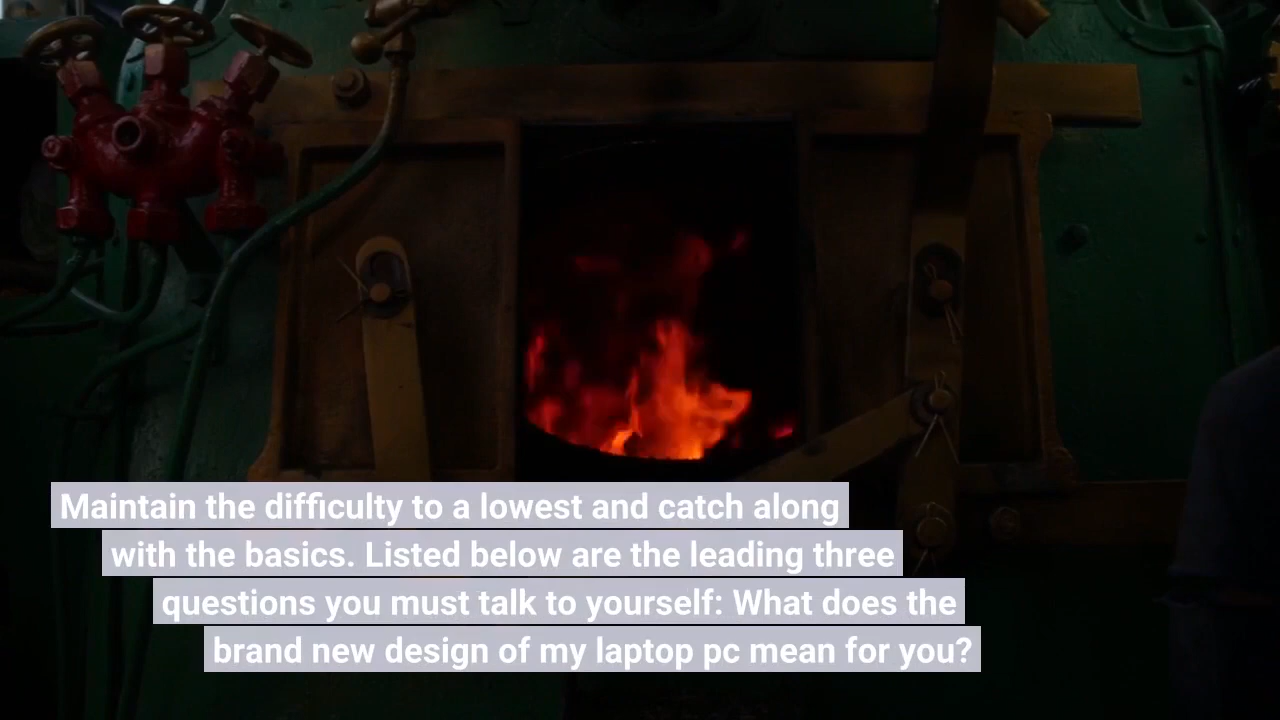 Maintain the difficulty to a lowest and catch along
with the basics. Listed below are the leading three
questions you must talk to yourself: What does the
brand new design of my laptop pc mean for you?